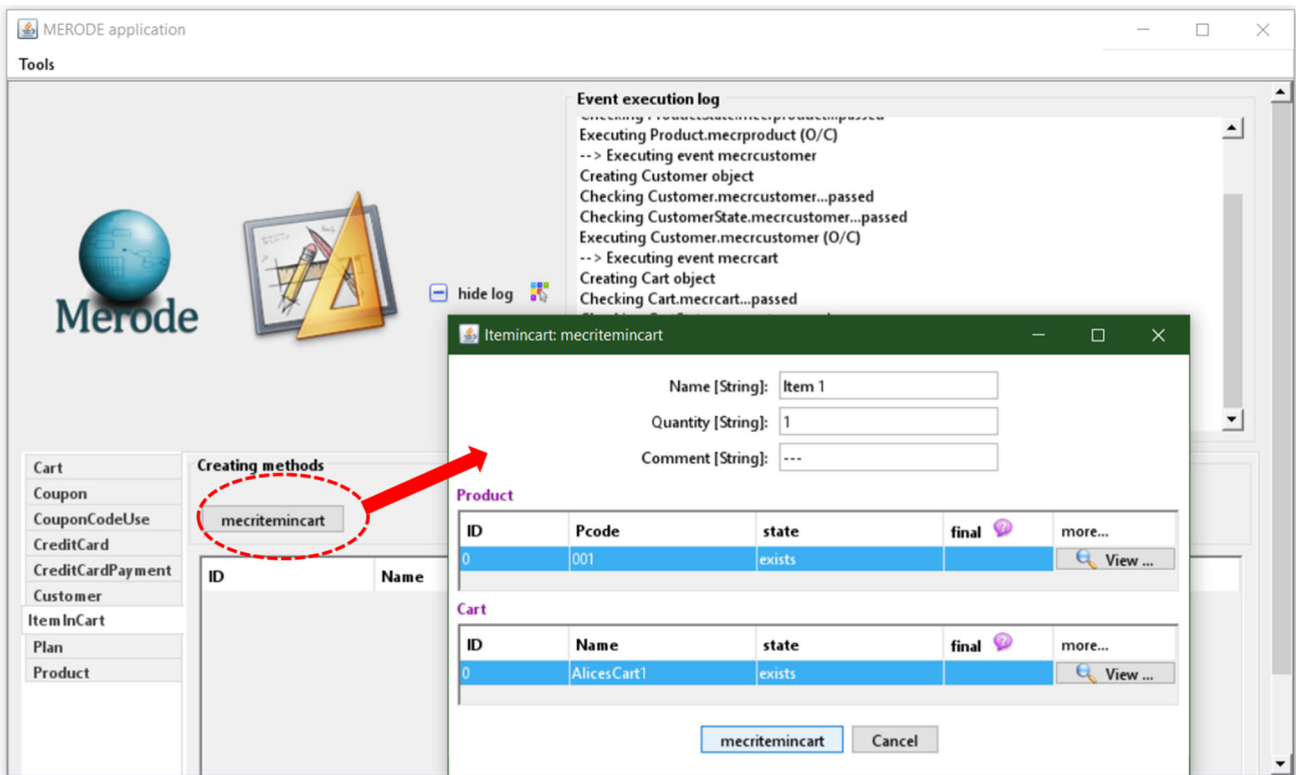 MERODE application
Tools
Event execution log
Checking ProductState.mecrproduct...passed
Executing Product.mecrproduct (O/C)
--> Executing event mecrcustomer
Creating Customer object
Checking Customer.mecrcustomer...passed
Checking CustomerState.mecrcustomer...passed
Executing Customer.mecrcustomer (O/C)
--> Executing event mecrcart
Creating Cart object
Checking Cart.mecrcart...passed
Merode
hide log
Itemincart: mecritemincart
Name [String]: Item 1
Quantity [String]: 1
Comment [String]: ---
Cart
Coupon
CouponCodeUse
CreditCard
CreditCardPayment
Customer
ItemInCart
Plan
Product
Creating methods
mecritemincart
ID Name
Product
ID Pcode state final more...
0 001 exists View ...
Cart
ID Name state final more...
0 AlicesCart1 exists View ...
mecritemincart Cancel